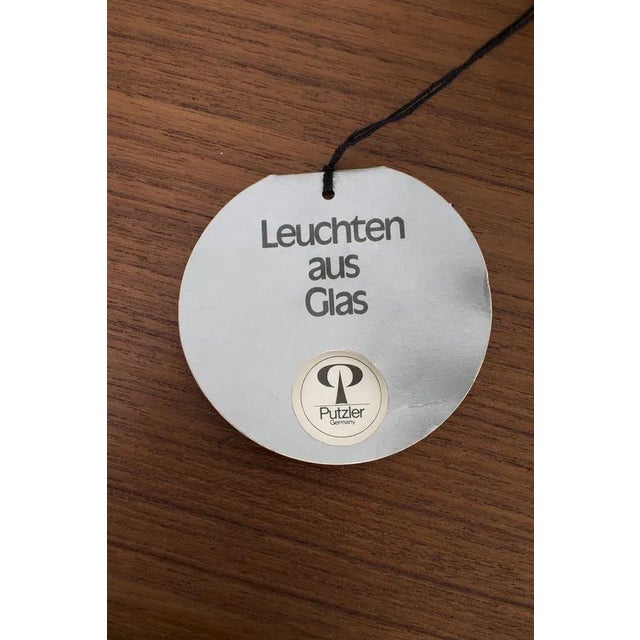 Leuchten
aus
Glas
Putzler
Germany